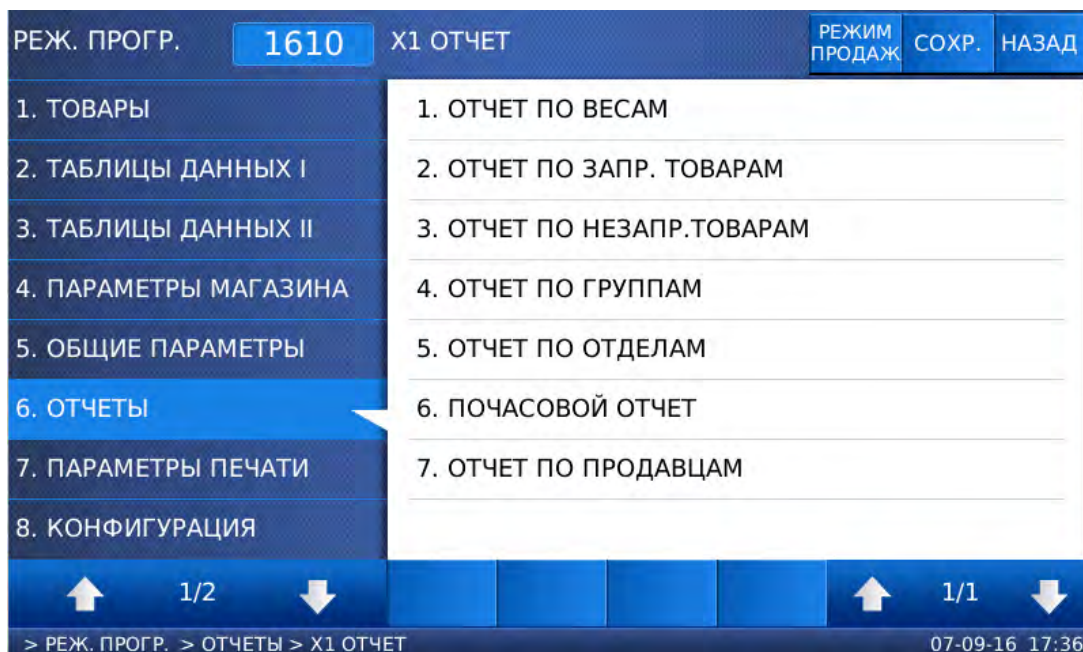 РЕЖ. ПРОГР. 1610 X1 ОТЧЕТ РЕЖИМ ПРОДАЖ СОХР. НАЗАД
1. ТОВАРЫ
1. ОТЧЕТ ПО ВЕСАМ
2. ТАБЛИЦЫ ДАННЫХ I
2. ОТЧЕТ ПО ЗАПР. ТОВАРАМ
3. ТАБЛИЦЫ ДАННЫХ II
3. ОТЧЕТ ПО НЕЗАПР.ТОВАРАМ
4. ПАРАМЕТРЫ МАГАЗИНА
4. ОТЧЕТ ПО ГРУППАМ
5. ОБЩИЕ ПАРАМЕТРЫ
5. ОТЧЕТ ПО ОТДЕЛАМ
6. ОТЧЕТЫ
6. ПОЧАСОВОЙ ОТЧЕТ
7. ПАРАМЕТРЫ ПЕЧАТИ
7. ОТЧЕТ ПО ПРОДАВЦАМ
8. КОНФИГУРАЦИЯ
1/2 1/1
> РЕЖ. ПРОГР. > ОТЧЕТЫ > X1 ОТЧЕТ 07-09-16 17:36